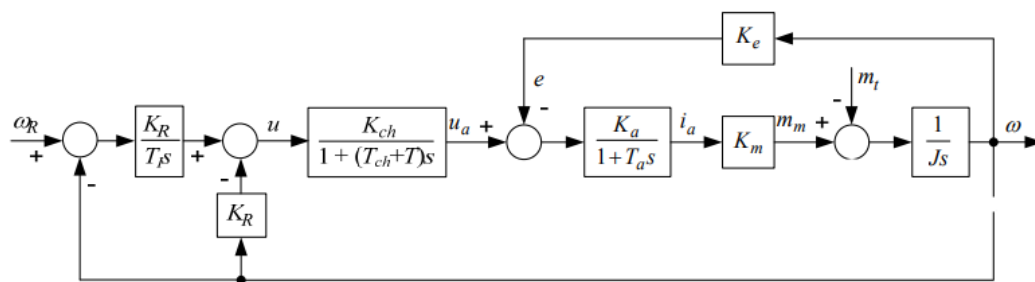 K_e
e
m_t
ω_R
+
-
K_R
T_I s
+
-
u
K_ch
1 + (T_ch+T)s
u_a
+
-
K_a
1+T_a s
i_a
K_m
m_m
+
-
1
Js
ω
K_R